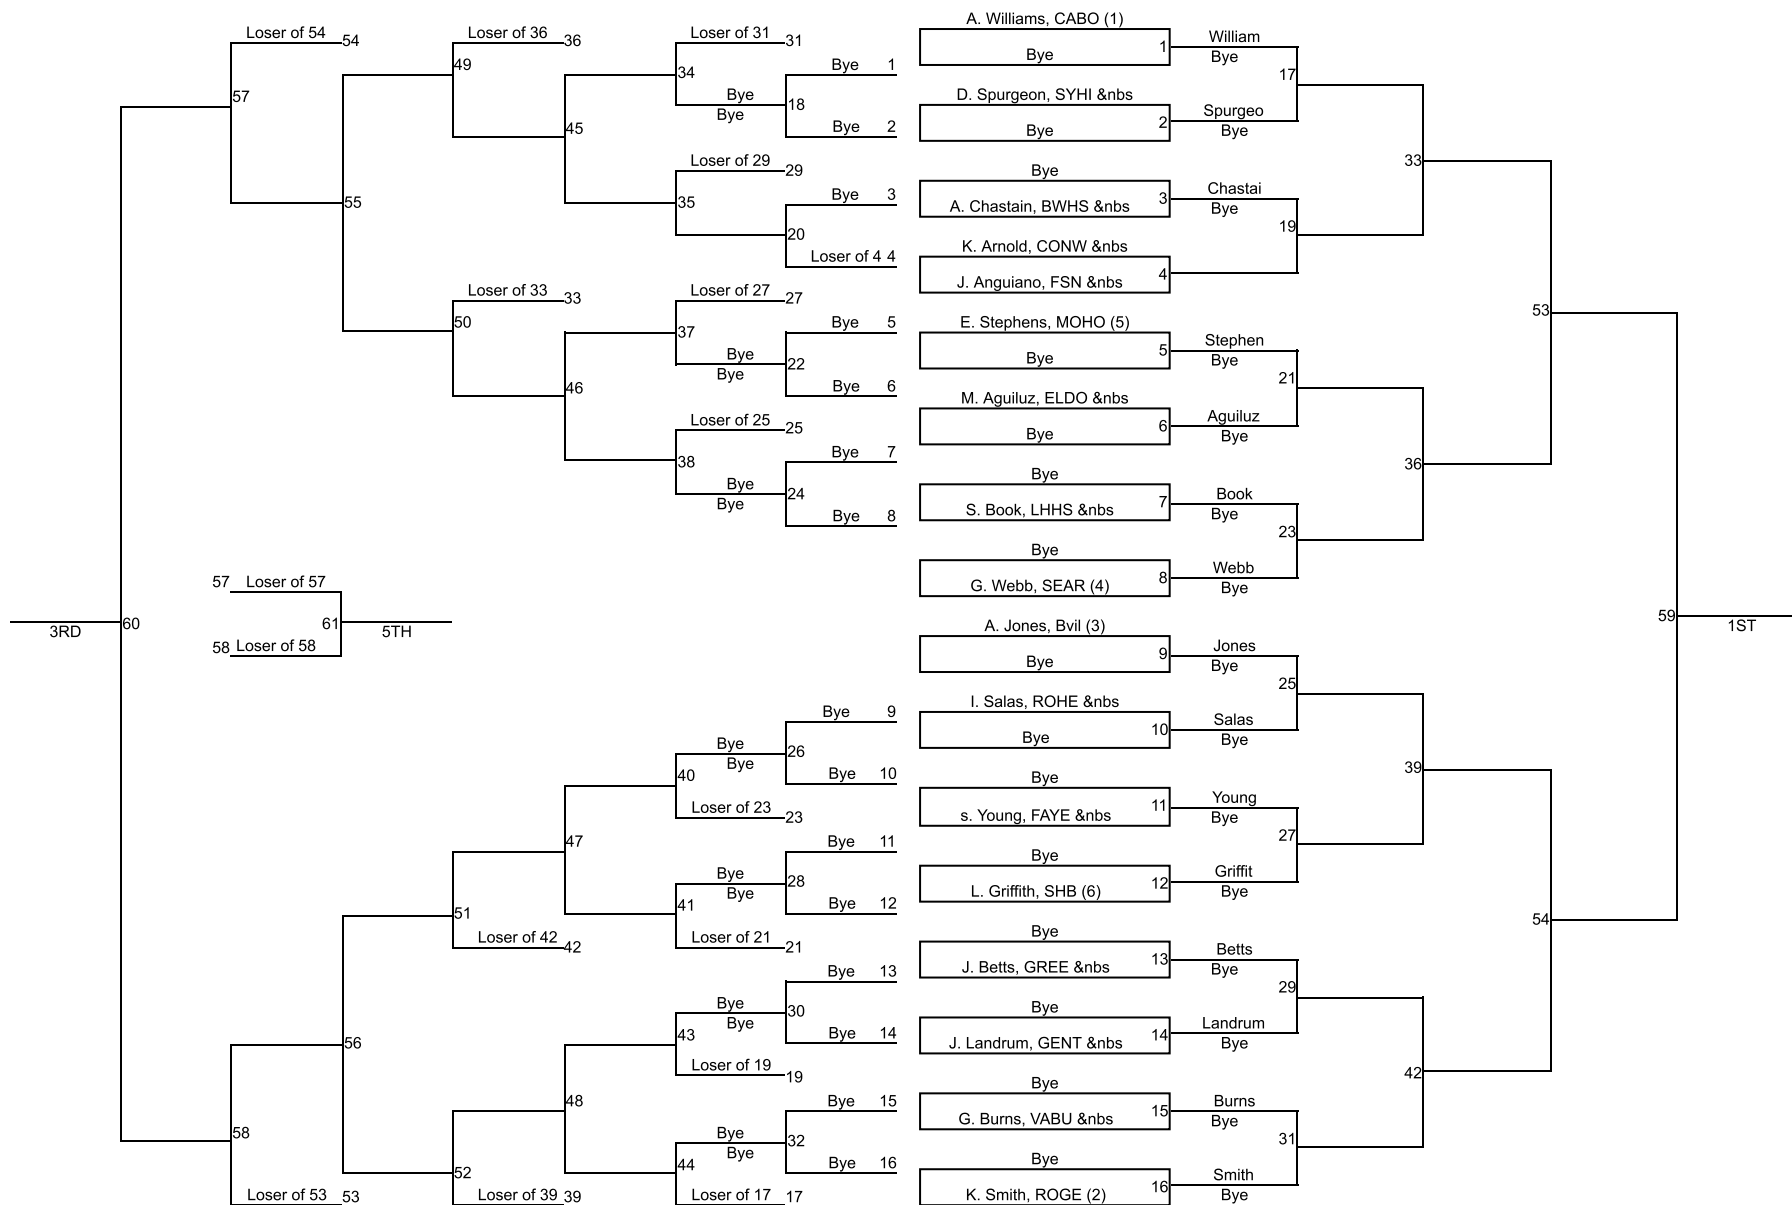 A. Williams, CABO (1)
Loser of 54 54 Loser of 36 36 Loser of 31 31 1 William
Bye Bye
49 34 Bye 1 17
57 Bye 18 D. Spurgeon, SYHI &nbs
Bye 2 Spurgeo
45 Bye 2 Bye Bye
Loser of 29 29 Bye 33
55 35 Bye 3 A. Chastain, BWHS &nbs 3 Chastai
Bye
20 19
Loser of 4 4 K. Arnold, CONW &nbs
J. Anguiano, FSN &nbs 4
Loser of 33 33 Loser of 27 27 53
50 37 Bye 5 E. Stephens, MOHO (5)
Bye 22 Bye 5 Stephen
Bye Bye
46 Bye 6 M. Aguiluz, ELDO &nbs 21
Loser of 25 25 Bye 6 Aguiluz
Bye
38 Bye 7 Bye 36
Bye 24 S. Book, LHHS &nbs 7 Book
Bye Bye
Bye 8 23
Bye
57 Loser of 57 G. Webb, SEAR (4) 8 Webb
Bye
3RD 60 61 5TH A. Jones, Bvil (3) 59 1ST
58 Loser of 58 Bye 9 Jones
Bye
25
Bye 9 I. Salas, ROHE &nbs
Bye 26 Bye 10 Salas
Bye Bye
40 Bye 10 Bye 39
Loser of 23 23 s. Young, FAYE &nbs 11 Young
Bye
47 Bye 11 Bye 27
Bye 28 L. Griffith, SHB (6) 12 Griffit
Bye Bye
41 Bye 12
51 Bye 54
Loser of 42 42 Loser of 21 21 J. Betts, GREE &nbs 13 Betts
Bye
Bye 13 29
Bye 30 Bye
Bye J. Landrum, GENT &nbs 14 Landrum
56 43 Bye 14 Bye
Loser of 19 19 Bye 42
48 Bye 15 G. Burns, VABU &nbs 15 Burns
Bye
58 Bye 32 31
Bye Bye
52 44 Bye 16 K. Smith, ROGE (2) 16 Smith
Bye
Loser of 53 53 Loser of 39 39 Loser of 17 17